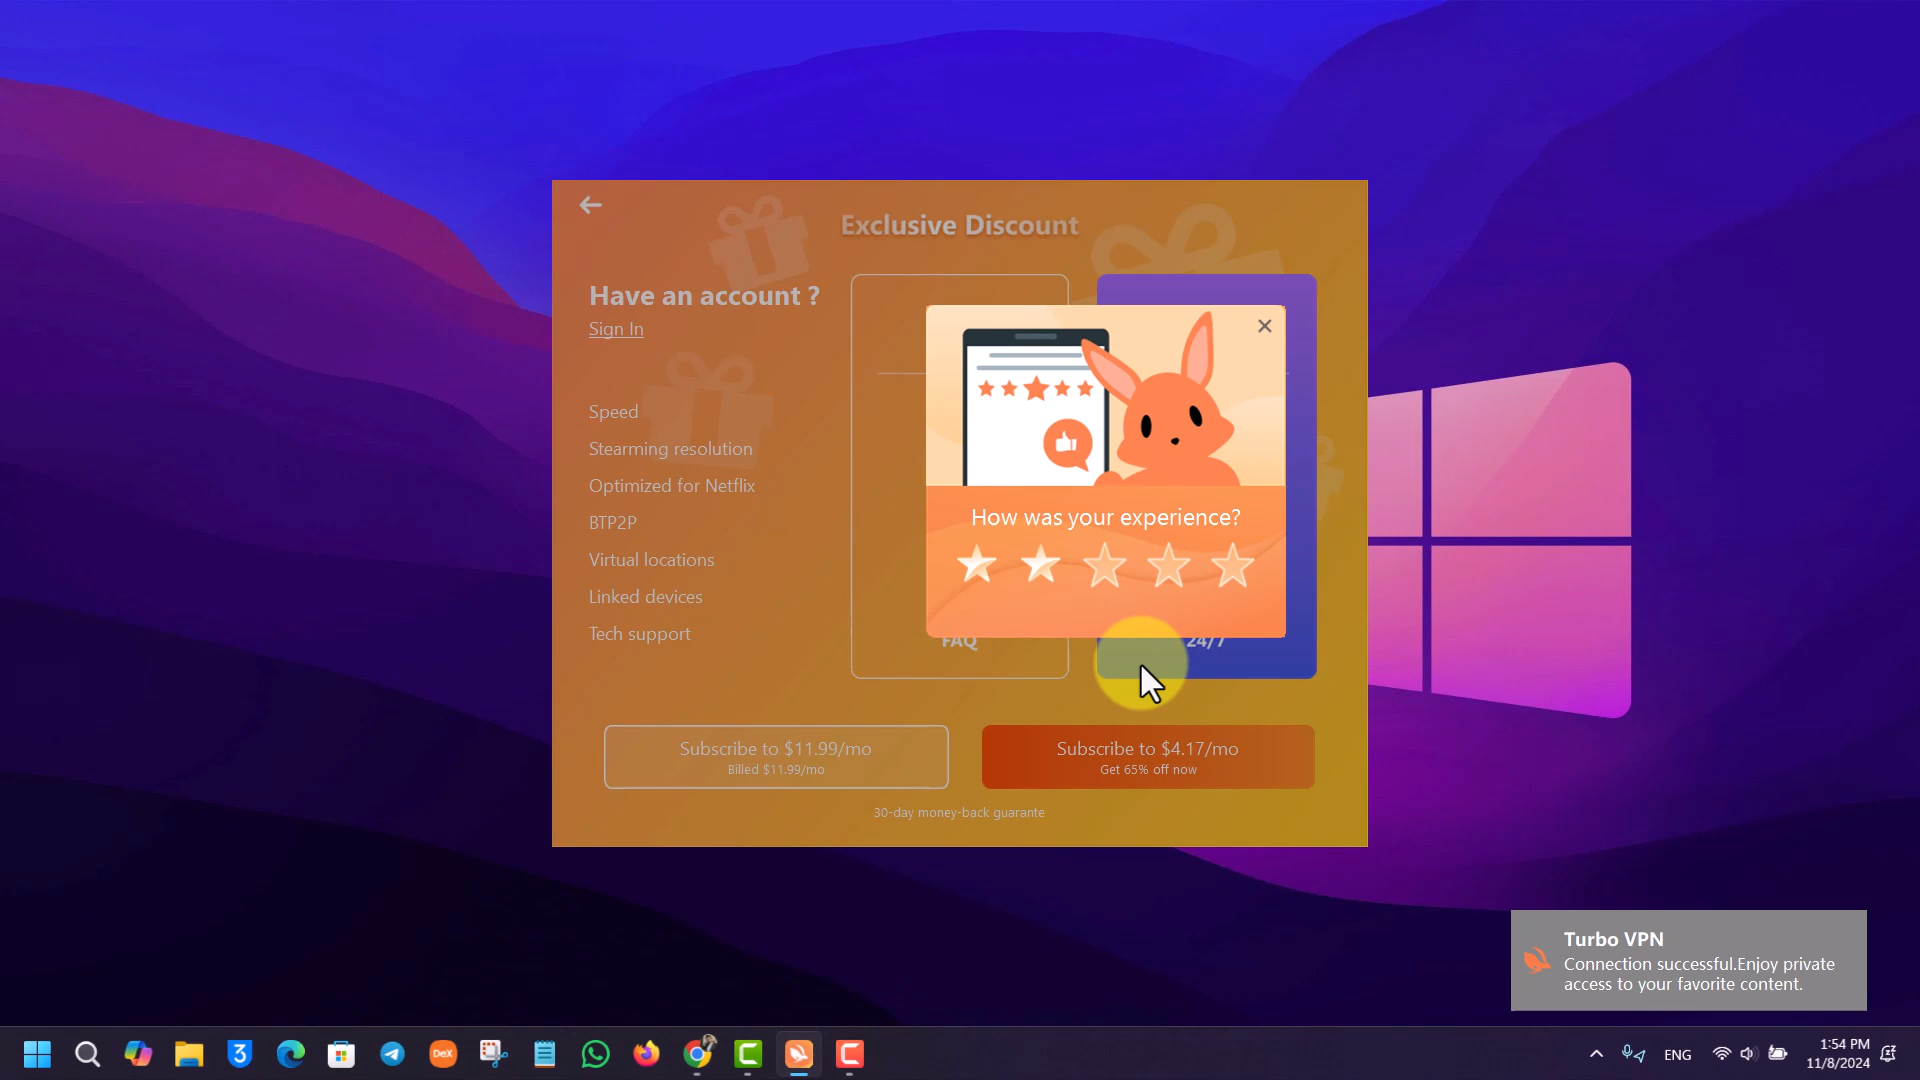 Exclusive Discount
Have an account ?
Sign In
Speed
Stearming resolution
Optimized for Netflix
BTP2P
Virtual locations
Linked devices
Tech support
How was your experience?
FAQ
24/7
Subscribe to $11.99/mo
Billed $11.99/mo
Subscribe to $4.17/mo
Get 65% off now
30-day money-back guarante
Turbo VPN
Connection successful.Enjoy private
access to your favorite content.
3
DeX
ENG
1:54 PM
11/8/2024